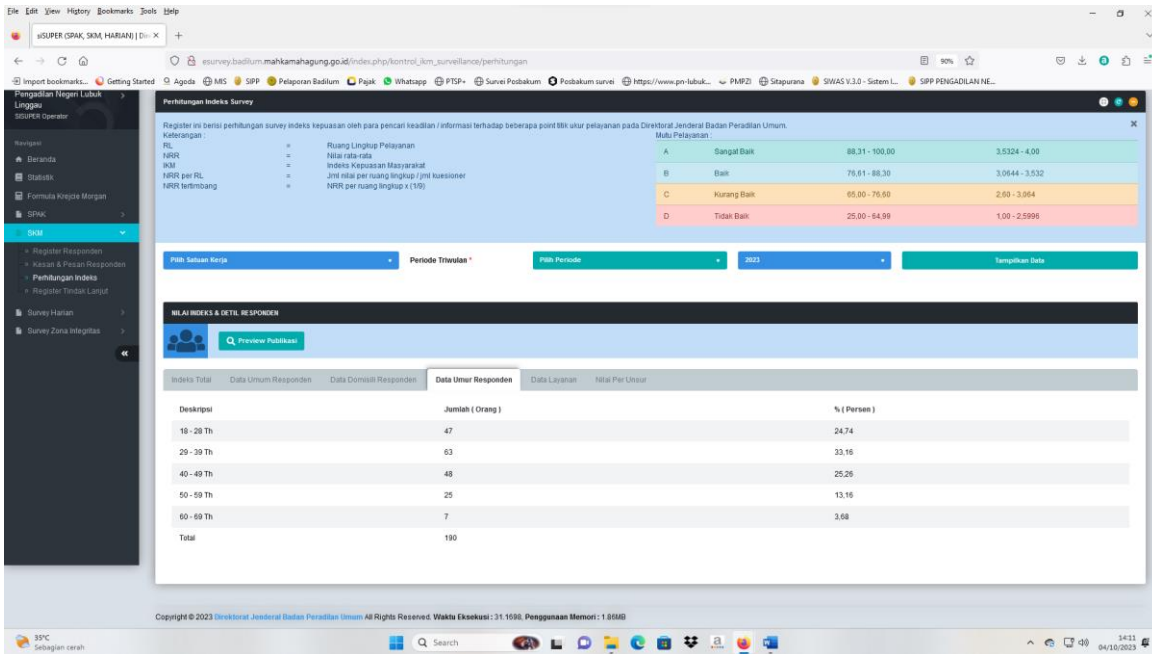 File Edit View History Bookmarks Tools Help
siSUPER (SPAK, SKM, HARIAN) | Dir
esurvey.badilum.mahkamahagung.go.id/index.php/kontrol_ikm_surveillance/perhitungan
90%
Import bookmarks... Getting Started Agoda MIS SIPP Pelaporan Badilum Pajak Whatsapp PTSP+ Survei Posbakum Posbakum survei https://www.pn-lubuk... PMPZI Sitapurana SIWAS V.3.0 - Sistem I... SIPP PENGADILAN NE...
Pengadilan Negeri Lubuk Linggau
SISUPER Operator
Navigasi
Beranda
Statistik
Formula Krejcie Morgan
SPAK
SKM
Register Responden
Kesan & Pesan Responden
Perhitungan Indeks
Register Tindak Lanjut
Survey Harian
Survey Zona Integritas
Perhitungan Indeks Survey
Register ini berisi perhitungan survey indeks kepuasan oleh para pencari keadilan / informasi terhadap beberapa point titik ukur pelayanan pada Direktorat Jenderal Badan Peradilan Umum.
Keterangan :
RL = Ruang Lingkup Pelayanan
NRR = Nilai rata-rata
IKM = Indeks Kepuasan Masyarakat
NRR per RL = Jml nilai per ruang lingkup / jml kuesioner
NRR tertimbang = NRR per ruang lingkup x (1/9)
Mutu Pelayanan :
A Sangat Baik 88,31 - 100,00 3,5324 - 4,00
B Baik 76,61 - 88,30 3,0644 - 3,532
C Kurang Baik 65,00 - 76,60 2,60 - 3,064
D Tidak Baik 25,00 - 64,99 1,00 - 2,5996
Pilih Satuan Kerja Periode Triwulan * Pilih Periode 2023 Tampilkan Data
NILAI INDEKS & DETIL RESPONDEN
Preview Publikasi
Indeks Total Data Umum Responden Data Domisili Responden Data Umur Responden Data Layanan Nilai Per Unsur
Deskripsi Jumlah ( Orang ) % ( Persen )
18 - 28 Th 47 24,74
29 - 39 Th 63 33,16
40 - 49 Th 48 25,26
50 - 59 Th 25 13,16
60 - 69 Th 7 3,68
Total 190
Copyright © 2023 Direktorat Jenderal Badan Peradilan Umum All Rights Reserved. Waktu Eksekusi : 31.1698, Penggunaan Memori : 1.86MB
35°C
Sebagian cerah
Search
14:11
04/10/2023